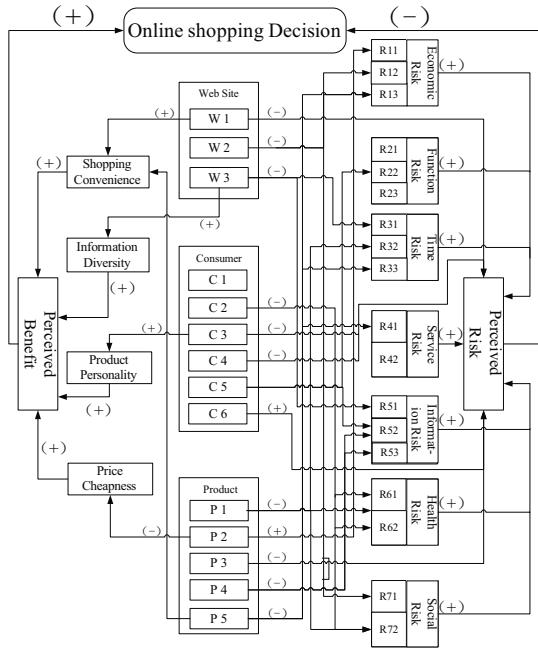 (+)
Online shopping Decision
(-)
Web Site
W 1
W 2
W 3
(+)
(-)
(-)
(-)
(+)
Consumer
C 1
C 2
C 3
C 4
C 5
C 6
(-)
(+)
(-)
(-)
(+)
Product
P 1
P 2
P 3
P 4
P 5
(-)
(-)
(+)
(-)
(-)
(-)
(+)
Shopping
Convenience
Information
Diversity
(+)
Perceived
Benefit
Product
Personality
(+)
(+)
Price
Cheapness
R11
R12
R13
Economic
Risk
(+)
R21
R22
R23
Function
Risk
(+)
R31
R32
R33
Time
Risk
(+)
R41
R42
Service
Risk
(+)
R51
R52
R53
Informat-
ion Risk
(+)
R61
R62
Health
Risk
(+)
R71
R72
Social
Risk
(+)
Perceived
Risk